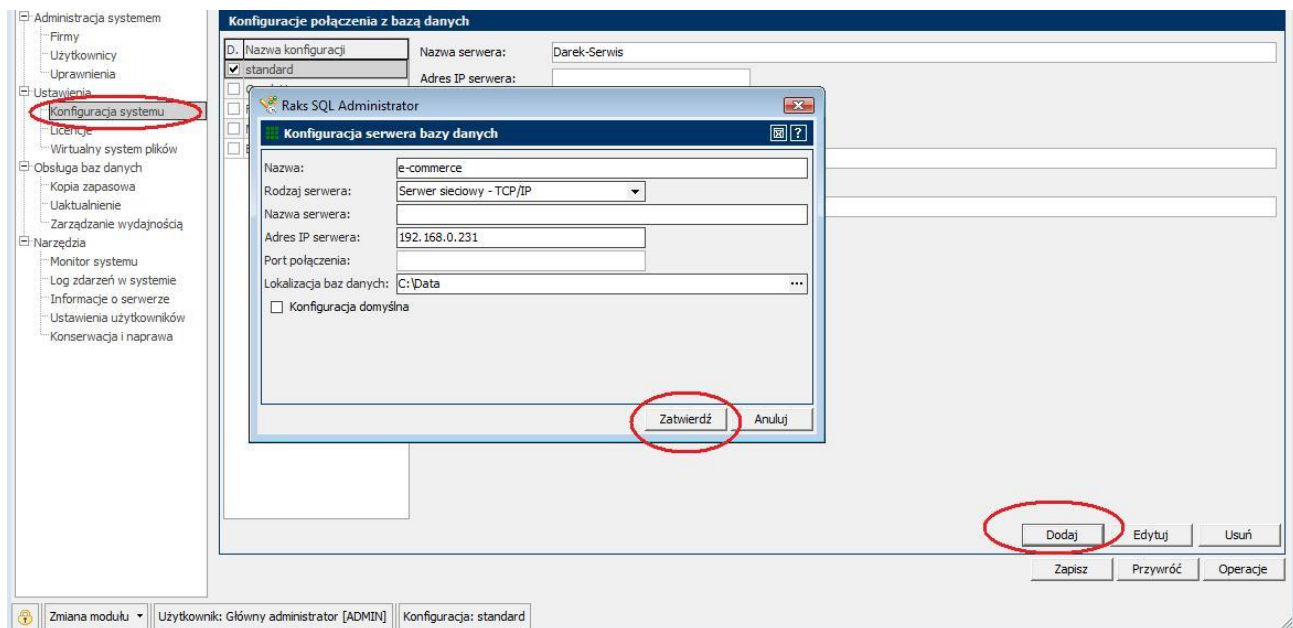 Administracja systemem
Firmy
Użytkownicy
Uprawnienia
Ustawienia
Konfiguracja systemu
Licencje
Wirtualny system plików
Obsługa baz danych
Kopia zapasowa
Uaktualnienie
Zarządzanie wydajnością
Narzędzia
Monitor systemu
Log zdarzeń w systemie
Informacje o serwerze
Ustawienia użytkowników
Konserwacja i naprawa
Konfiguracje połączenia z bazą danych
D. Nazwa konfiguracji
standard
Nazwa serwera: Darek-Serwis
Adres IP serwera:
Raks SQL Administrator
Konfiguracja serwera bazy danych
Nazwa: e-commerce
Rodzaj serwera: Serwer sieciowy - TCP/IP
Nazwa serwera:
Adres IP serwera: 192.168.0.231
Port połączenia:
Lokalizacja baz danych: C:\Data ...
Konfiguracja domyślna
Zatwierdź Anuluj
Dodaj Edytuj Usuń
Zapisz Przywróć Operacje
Zmiana modułu Użytkownik: Główny administrator [ADMIN] Konfiguracja: standard